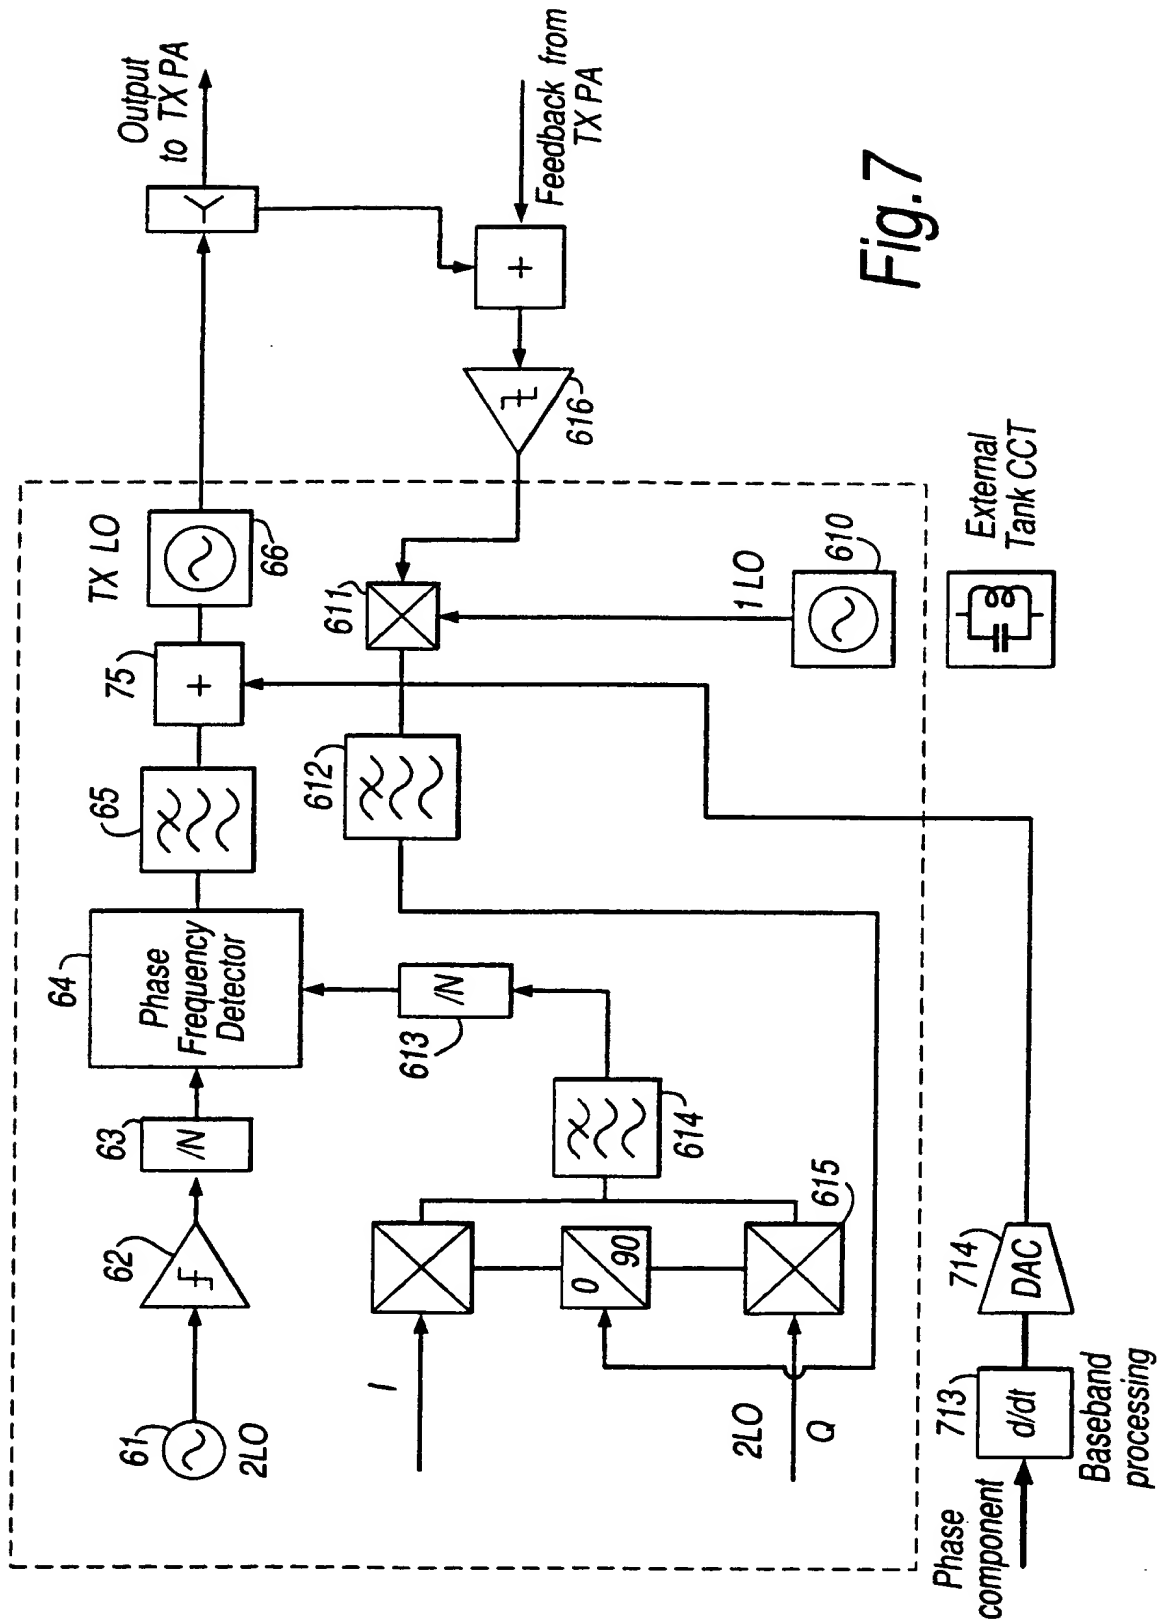 61
2LO
62
63
/N
64
Phase
Frequency
Detector
65
75
+
TX LO
66
Output
to TX PA
Feedback from
TX PA
+
616
611
612
613
/N
614
I
0
90
615
2LO
Q
1 LO
610
External
Tank CCT
Phase
component
713
d/dt
Baseband
processing
714
DAC
Fig.7